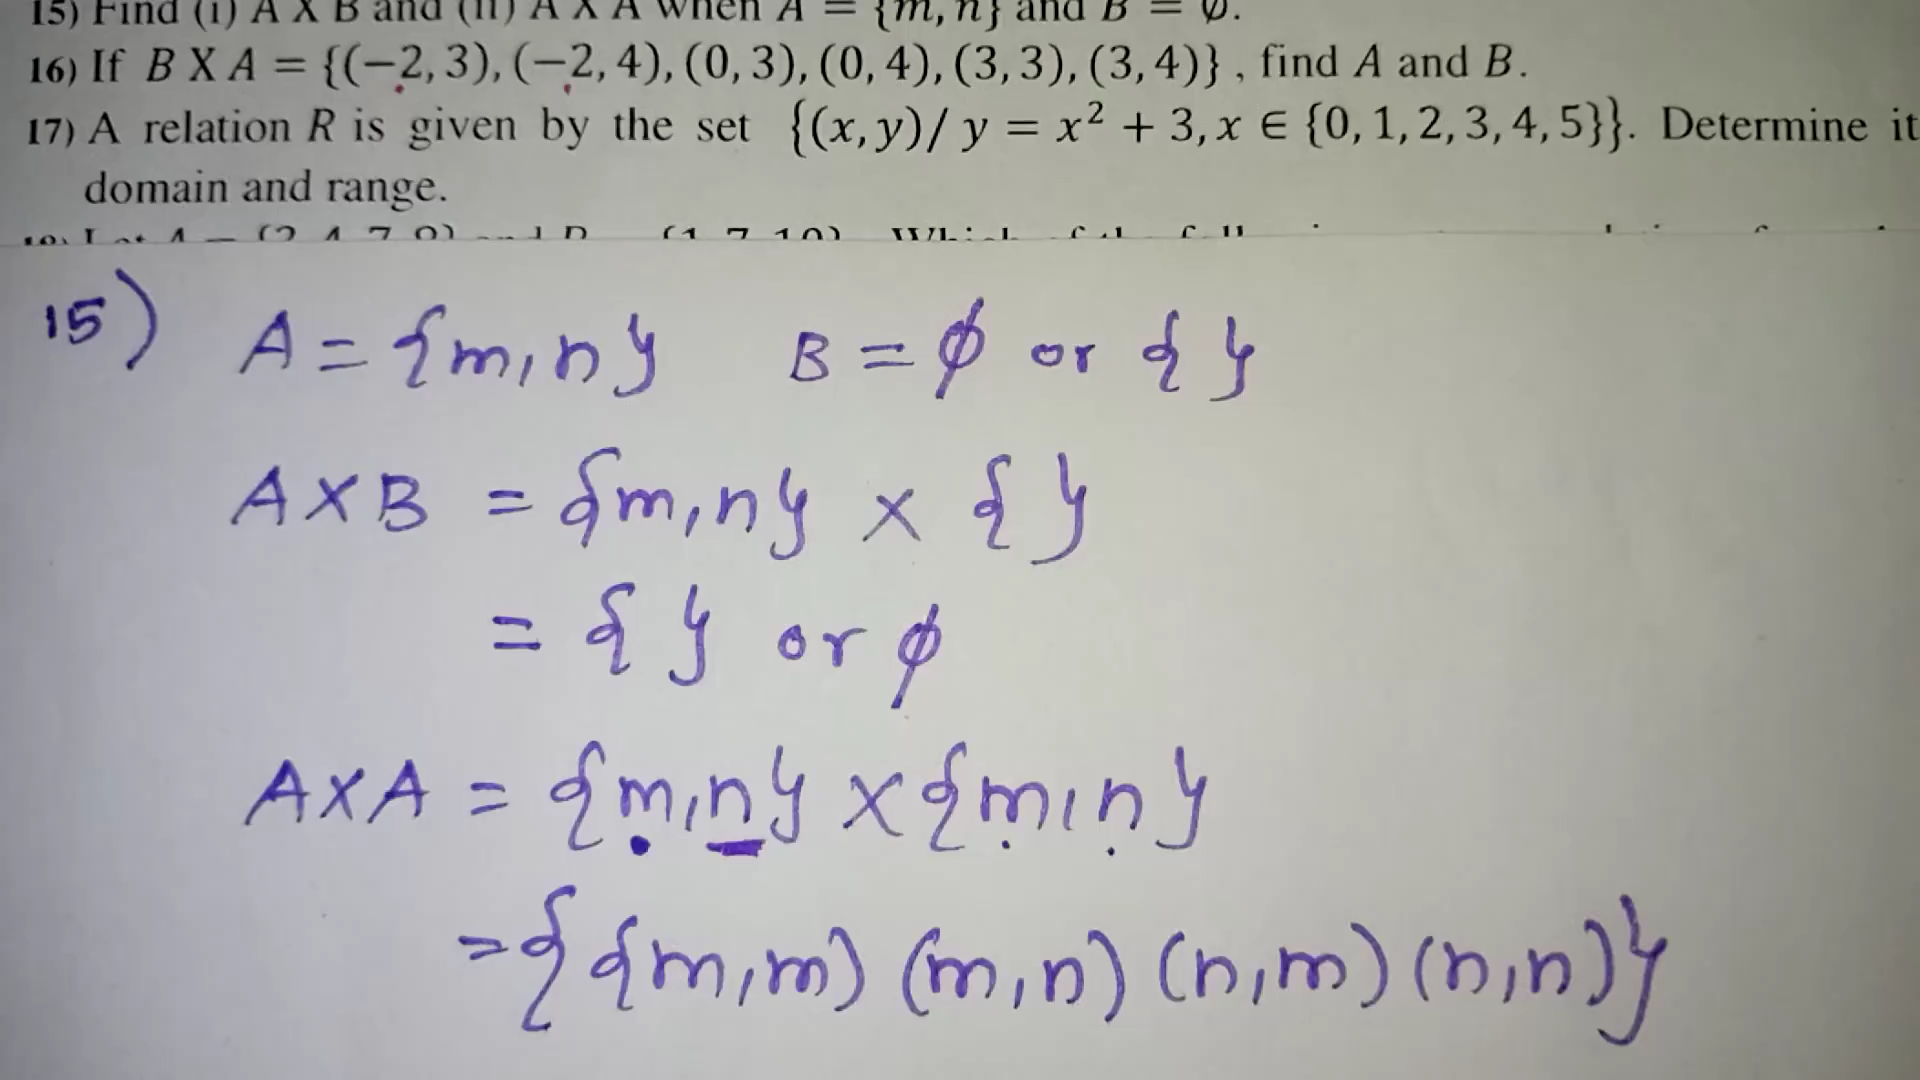 15) Find (i) A X B and (ii) A X A when A = {m, n} and B = ∅.
16) If B X A = {(−2, 3), (−2, 4), (0, 3), (0, 4), (3, 3), (3, 4)} , find A and B.
17) A relation R is given by the set {(x, y)/ y = x² + 3, x ∈ {0, 1, 2, 3, 4, 5}}. Determine it
domain and range.
15) A = {m, n} B = ϕ or { }
A X B = {m, n} x { }
= { } or ϕ
A X A = {m, n} X {m, n}
= { {m, m) (m, n) (n, m) (n, n)}